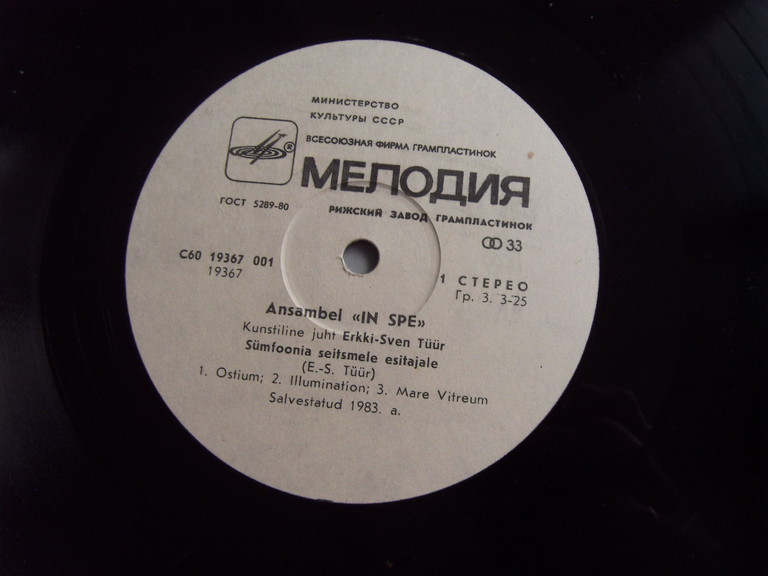 МИНИСТЕРСТВО
КУЛЬТУРЫ СССР
ВСЕСОЮЗНАЯ ФИРМА ГРАМПЛАСТИНОК
®
МЕЛОДИЯ
ГОСТ 5289-80
РИЖСКИЙ ЗАВОД ГРАМПЛАСТИНОК
33
С60 19367 001
19367
1 СТЕРЕО
Гр. 3. 3-25
Ansambel «IN SPE»
Kunstiline juht Erkki-Sven Tüür
Sümfoonia seitsmele esitajale
(E.-S. Tüür)
1. Ostium; 2. Illumination; 3. Mare Vitreum
Salvestatud 1983. a.